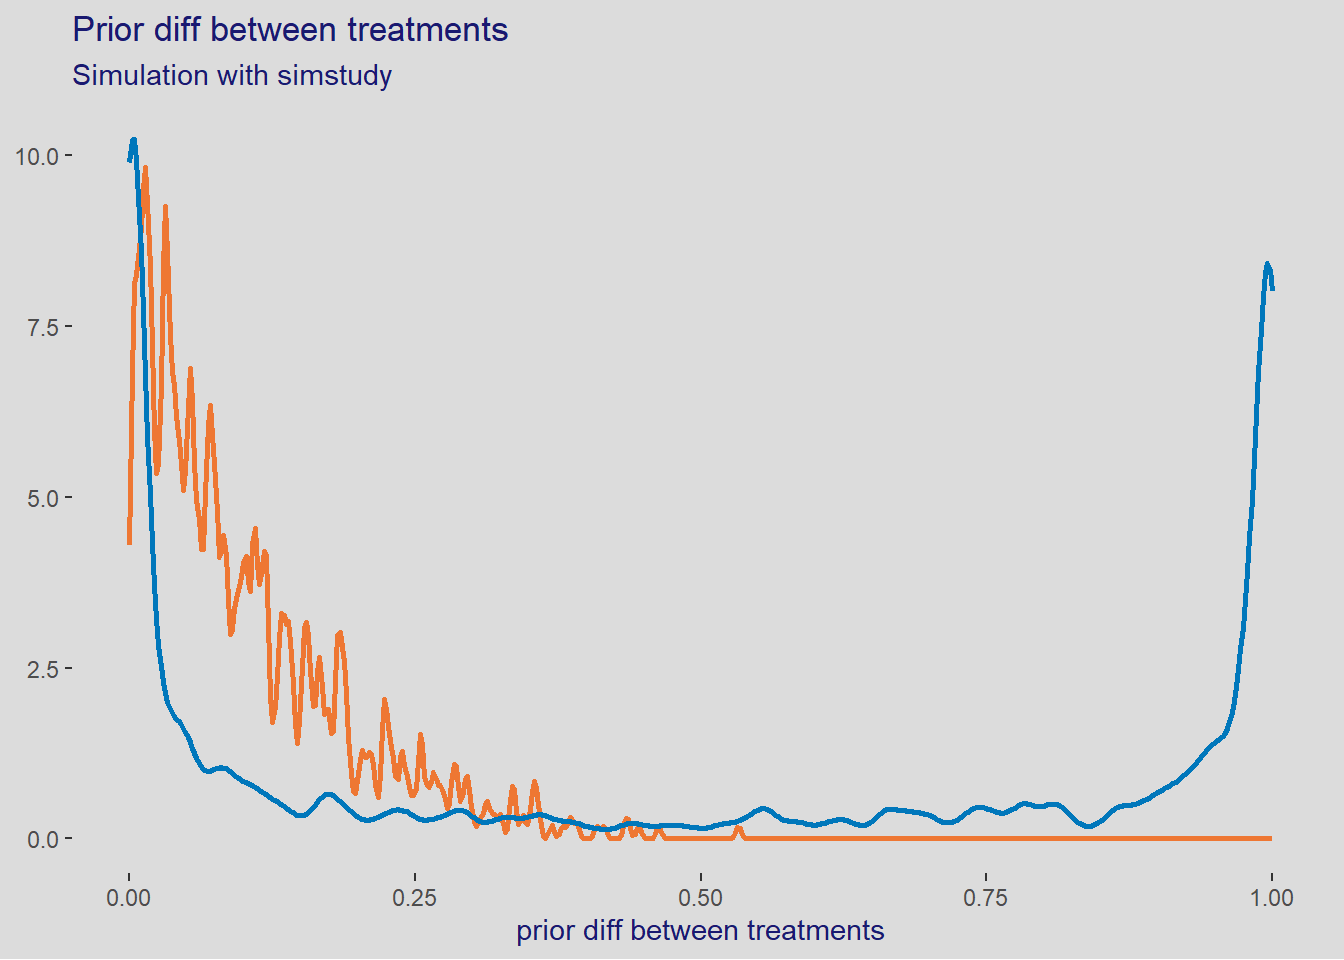 Prior diff between treatments
Simulation with simstudy
10.0
7.5
5.0
2.5
0.0
0.00 0.25 0.50 0.75 1.00
prior diff between treatments